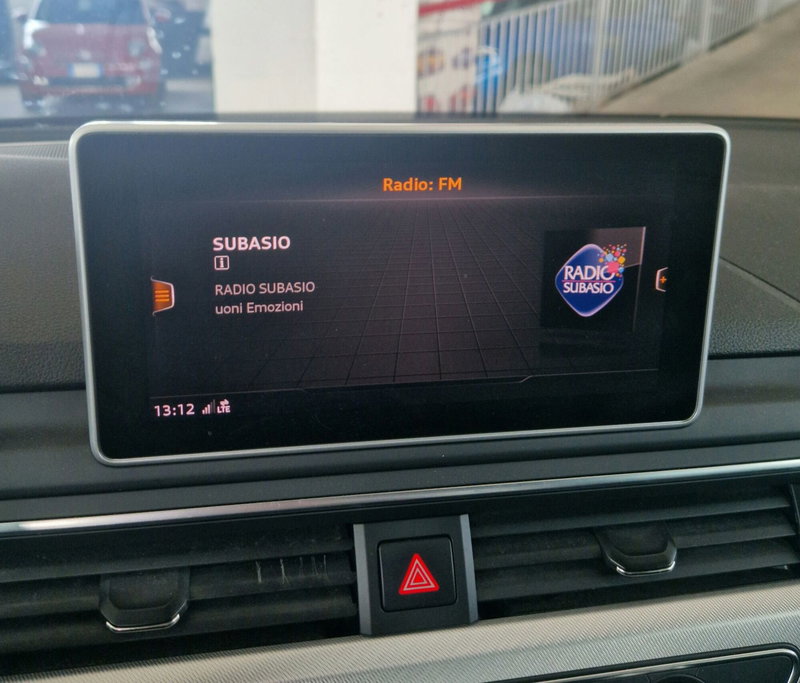 Radio: FM
SUBASIO
i
RADIO SUBASIO
uoni Emozioni
RADIO
SUBASIO
13:12 LTE